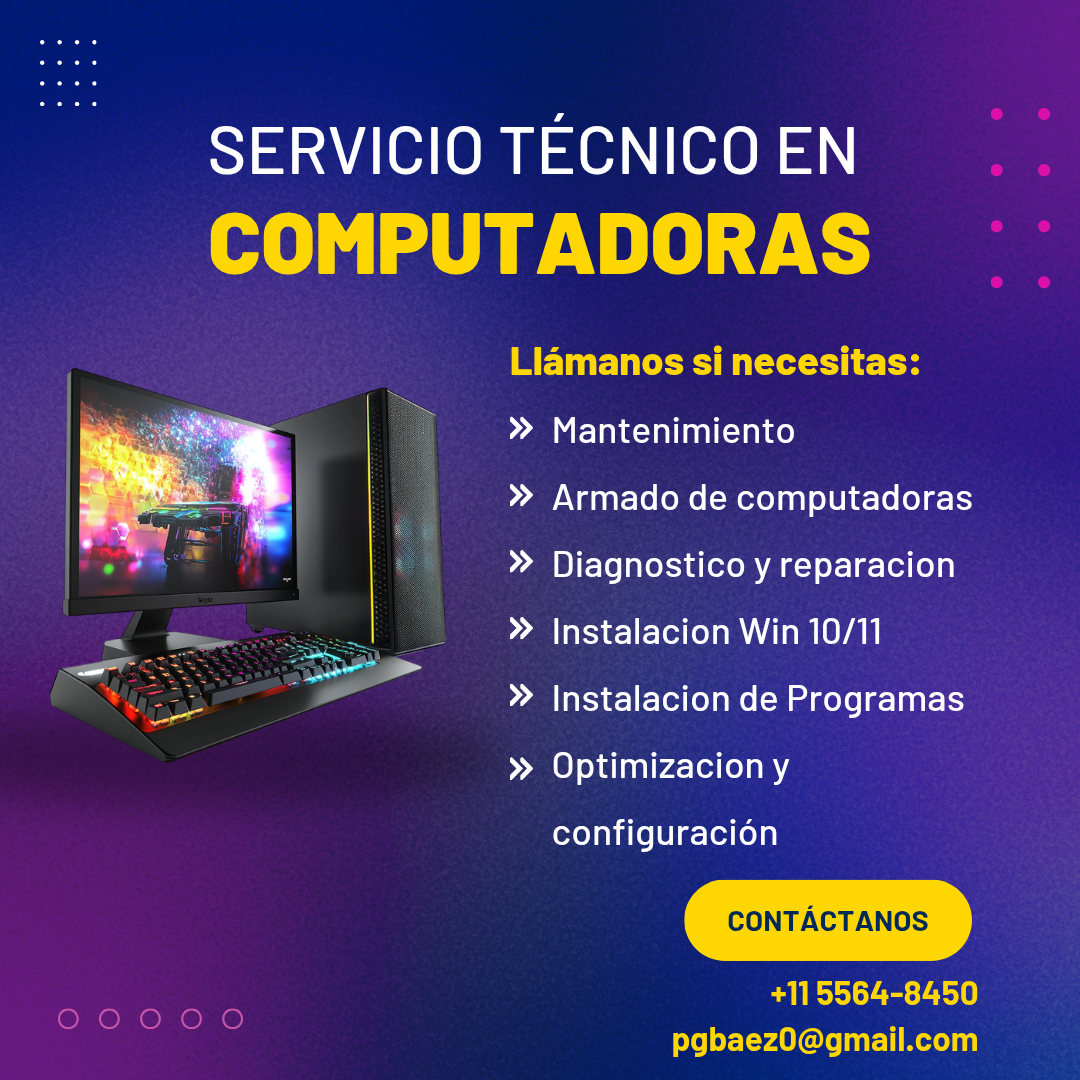 SERVICIO TÉCNICO EN
COMPUTADORAS
Llámanos si necesitas:
Mantenimiento
Armado de computadoras
Diagnostico y reparacion
Instalacion Win 10/11
Instalacion de Programas
Optimizacion y
configuración
CONTÁCTANOS
+11 5564-8450
pgbaez0@gmail.com